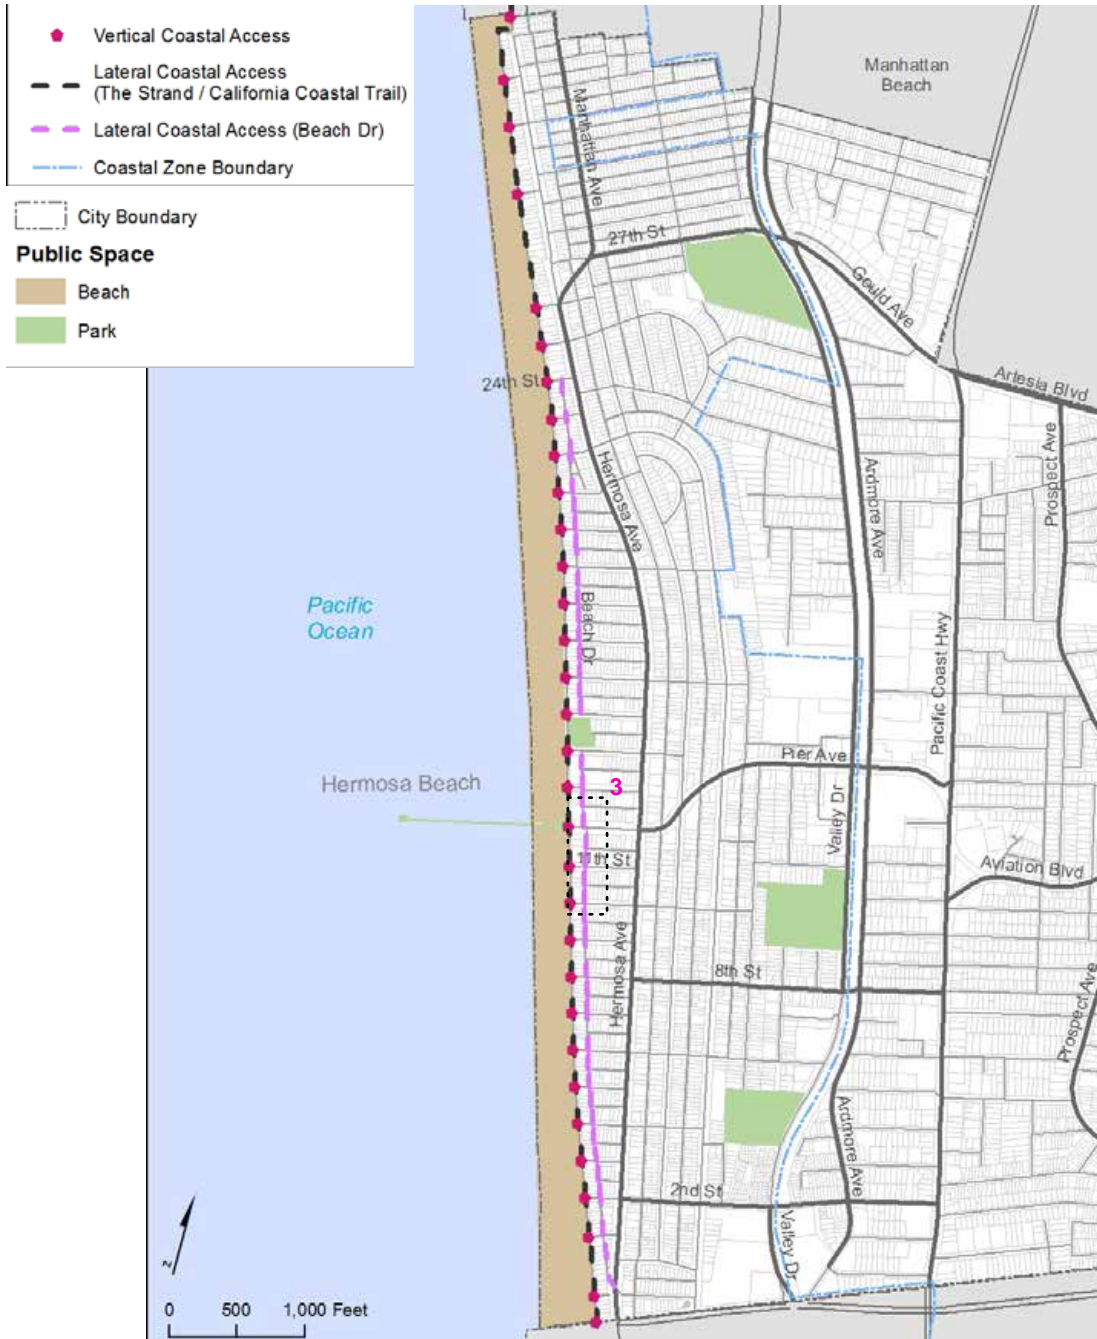 Vertical Coastal Access
Lateral Coastal Access
(The Strand / California Coastal Trail)
Lateral Coastal Access (Beach Dr)
Coastal Zone Boundary
City Boundary
Public Space
Beach
Park
Manhattan
Beach
Manhattan Ave
27th St
Gould Ave
24th St
Artesia Blvd
Prospect Ave
Hermosa Ave
Ardmore Ave
Beach Dr
Pacific
Ocean
Pacific Coast Hwy
Pier Ave
Hermosa Beach
3
Valley Dr
11th St
Aviation Blvd
8th St
Hermosa Ave
Prospect Ave
Ardmore Ave
2nd St
Valley Dr
N
0 500 1,000 Feet